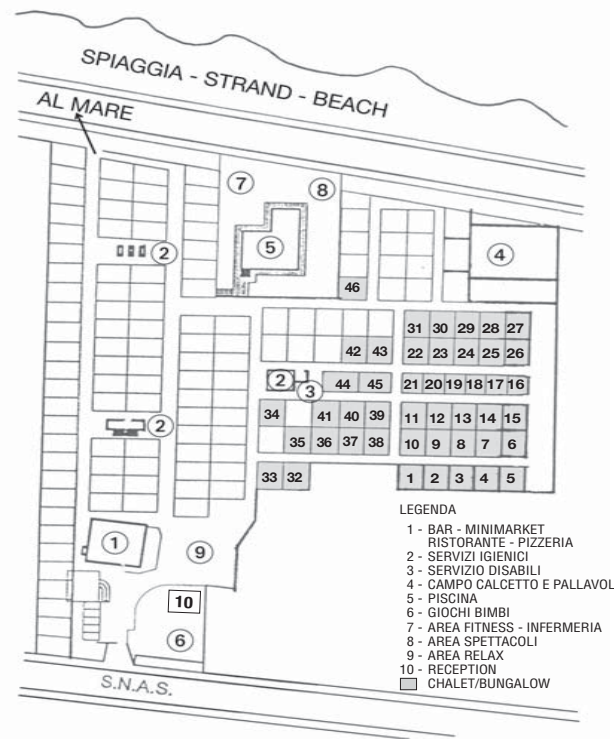 SPIAGGIA - STRAND - BEACH
AL MARE
7
8
2
5
4
46
31 30 29 28 27
42 43
22 23 24 25 26
2
3
44 45
21 20 19 18 17 16
34
41 40 39
11 12 13 14 15
2
35 36 37 38
10 9 8 7 6
33 32
1 2 3 4 5
1
9
10
6
S.N.A.S.
LEGENDA
1 - BAR - MINIMARKET
RISTORANTE - PIZZERIA
2 - SERVIZI IGIENICI
3 - SERVIZIO DISABILI
4 - CAMPO CALCETTO E PALLAVOL
5 - PISCINA
6 - GIOCHI BIMBI
7 - AREA FITNESS - INFERMERIA
8 - AREA SPETTACOLI
9 - AREA RELAX
10 - RECEPTION
CHALET/BUNGALOW